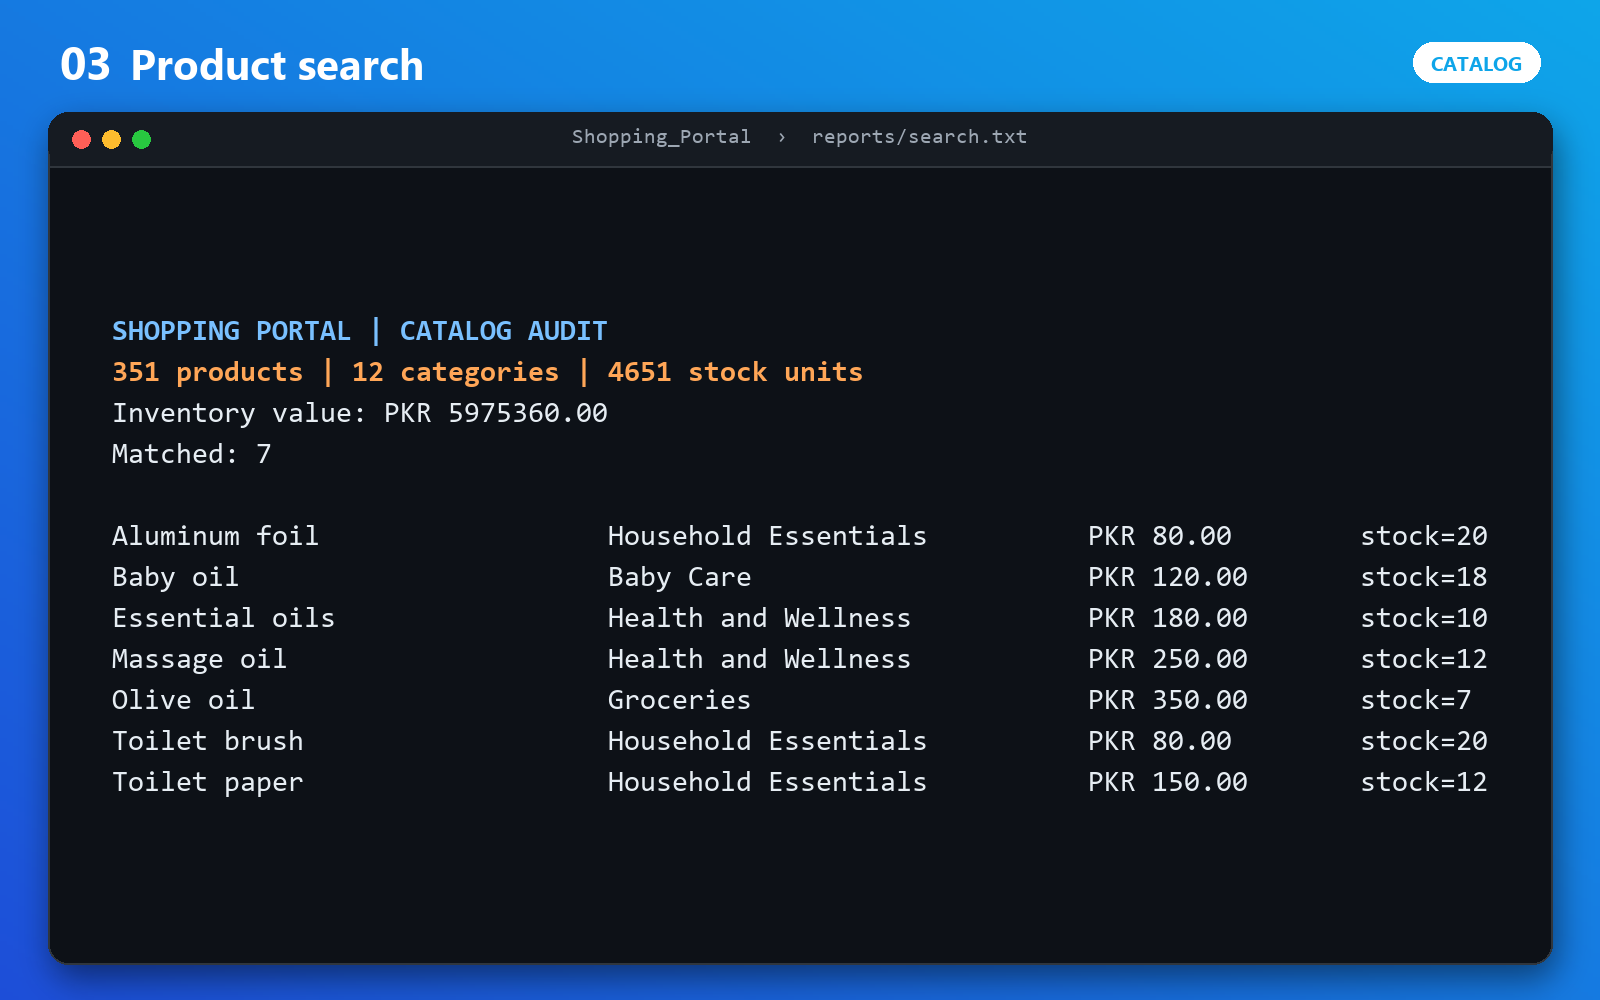 03 Product search
CATALOG
Shopping_Portal › reports/search.txt
SHOPPING PORTAL | CATALOG AUDIT
351 products | 12 categories | 4651 stock units
Inventory value: PKR 5975360.00
Matched: 7
Aluminum foil Household Essentials PKR 80.00 stock=20
Baby oil Baby Care PKR 120.00 stock=18
Essential oils Health and Wellness PKR 180.00 stock=10
Massage oil Health and Wellness PKR 250.00 stock=12
Olive oil Groceries PKR 350.00 stock=7
Toilet brush Household Essentials PKR 80.00 stock=20
Toilet paper Household Essentials PKR 150.00 stock=12